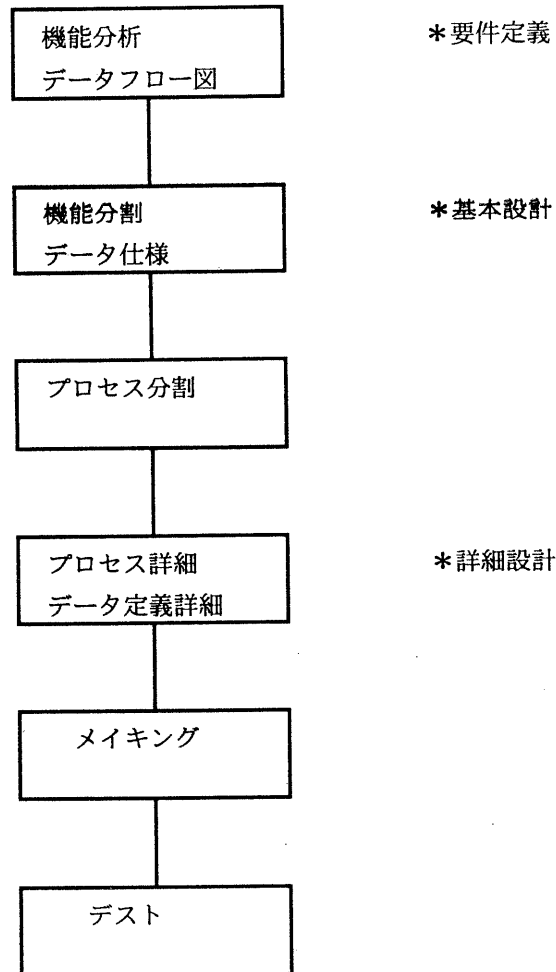 機能分析
データフロー図
*要件定義
機能分割
データ仕様
*基本設計
プロセス分割
プロセス詳細
データ定義詳細
*詳細設計
メイキング
デスト